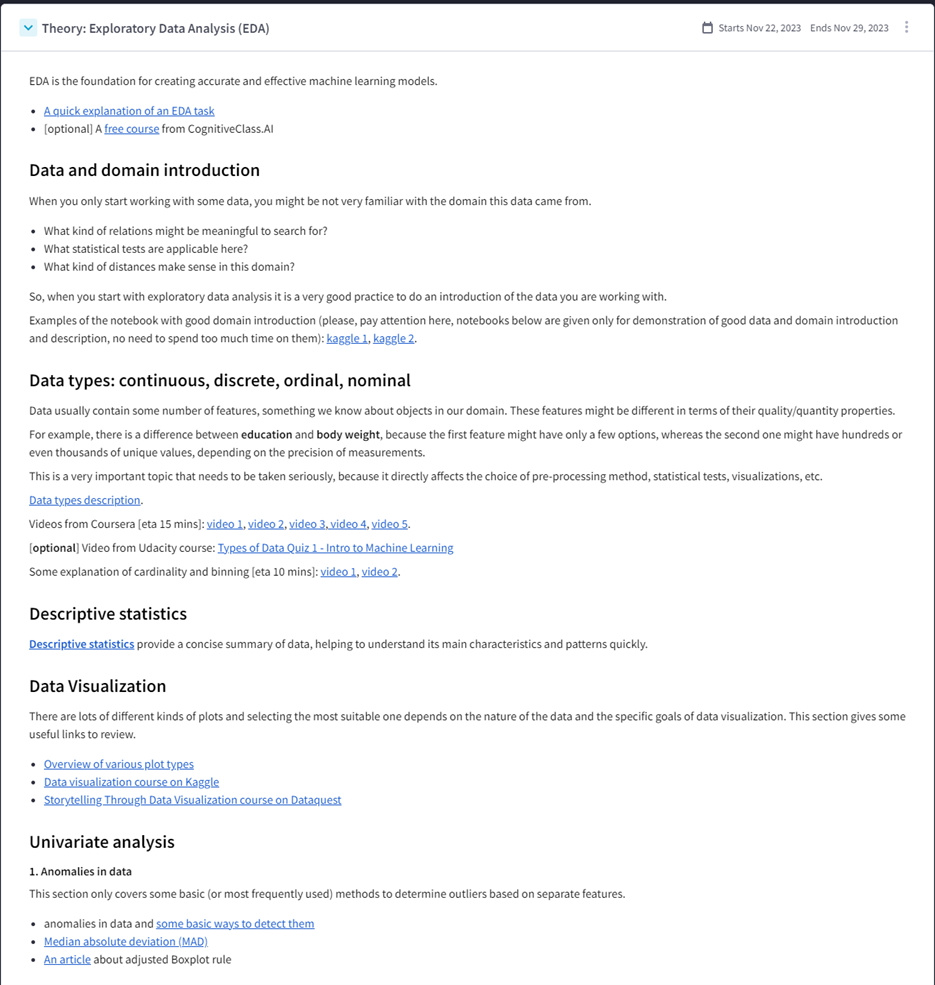 Theory: Exploratory Data Analysis (EDA)
Starts Nov 22, 2023 Ends Nov 29, 2023
EDA is the foundation for creating accurate and effective machine learning models.
• A quick explanation of an EDA task
• [optional] A free course from CognitiveClass.AI
Data and domain introduction
When you only start working with some data, you might be not very familiar with the domain this data came from.
• What kind of relations might be meaningful to search for?
• What statistical tests are applicable here?
• What kind of distances make sense in this domain?
So, when you start with exploratory data analysis it is a very good practice to do an introduction of the data you are working with.
Examples of the notebook with good domain introduction (please, pay attention here, notebooks below are given only for demonstration of good data and domain introduction
and description, no need to spend too much time on them): kaggle 1, kaggle 2.
Data types: continuous, discrete, ordinal, nominal
Data usually contain some number of features, something we know about objects in our domain. These features might be different in terms of their quality/quantity properties.
For example, there is a difference between education and body weight, because the first feature might have only a few options, whereas the second one might have hundreds or
even thousands of unique values, depending on the precision of measurements.
This is a very important topic that needs to be taken seriously, because it directly affects the choice of pre-processing method, statistical tests, visualizations, etc.
Data types description.
Videos from Coursera [eta 15 mins]: video 1, video 2, video 3, video 4, video 5.
[optional] Video from Udacity course: Types of Data Quiz 1 - Intro to Machine Learning
Some explanation of cardinality and binning [eta 10 mins]: video 1, video 2.
Descriptive statistics
Descriptive statistics provide a concise summary of data, helping to understand its main characteristics and patterns quickly.
Data Visualization
There are lots of different kinds of plots and selecting the most suitable one depends on the nature of the data and the specific goals of data visualization. This section gives some
useful links to review.
• Overview of various plot types
• Data visualization course on Kaggle
• Storytelling Through Data Visualization course on Dataquest
Univariate analysis
1. Anomalies in data
This section only covers some basic (or most frequently used) methods to determine outliers based on separate features.
• anomalies in data and some basic ways to detect them
• Median absolute deviation (MAD)
• An article about adjusted Boxplot rule